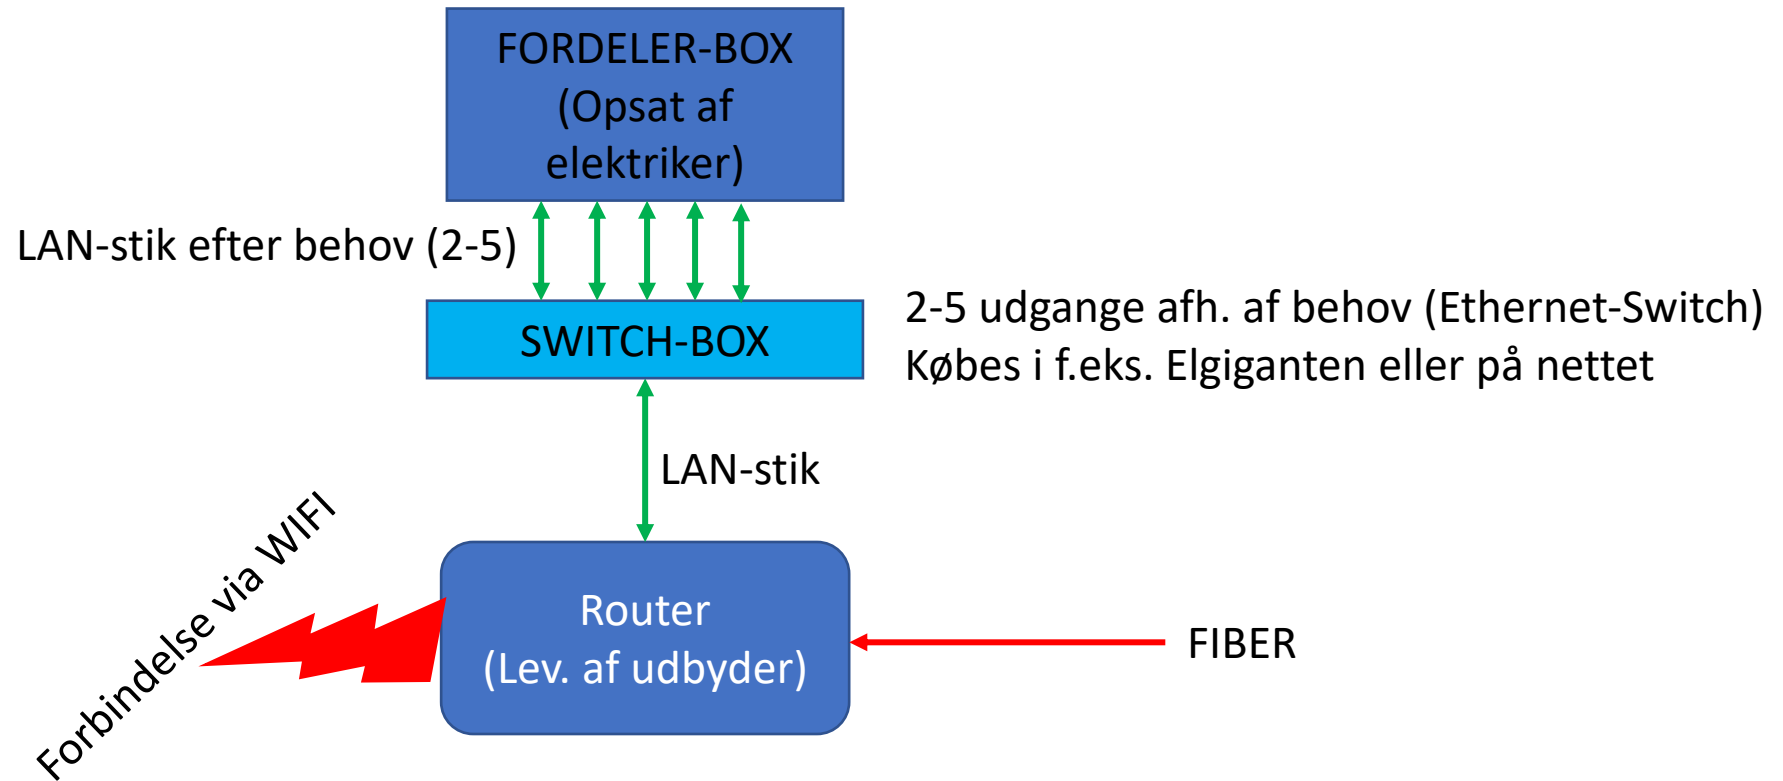 FORDELER-BOX
(Opsat af
elektriker)
LAN-stik efter behov (2-5)
2-5 udgange afh. af behov (Ethernet-Switch)
Købes i f.eks. Elgiganten eller på nettet
SWITCH-BOX
LAN-stik
Forbindelse via WIFI
Router
(Lev. af udbyder)
FIBER